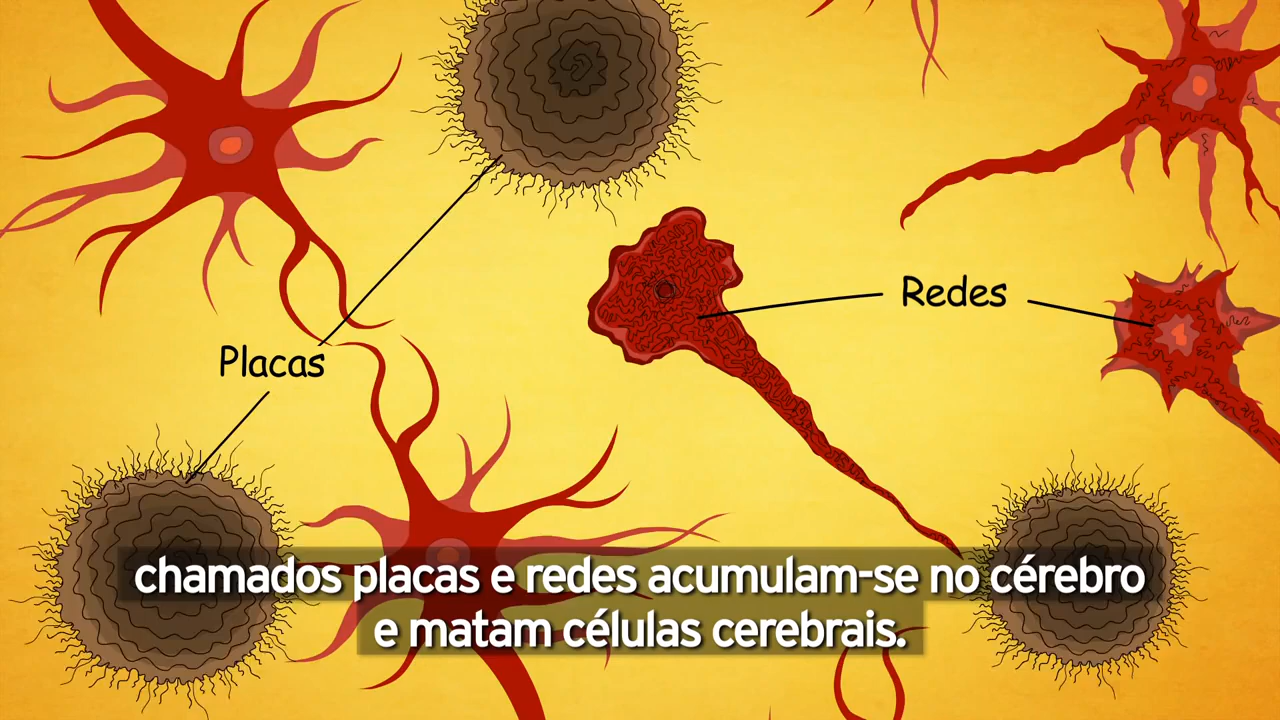 Redes
Placas
chamados placas e redes acumulam-se no cérebro
e matam células cerebrais.